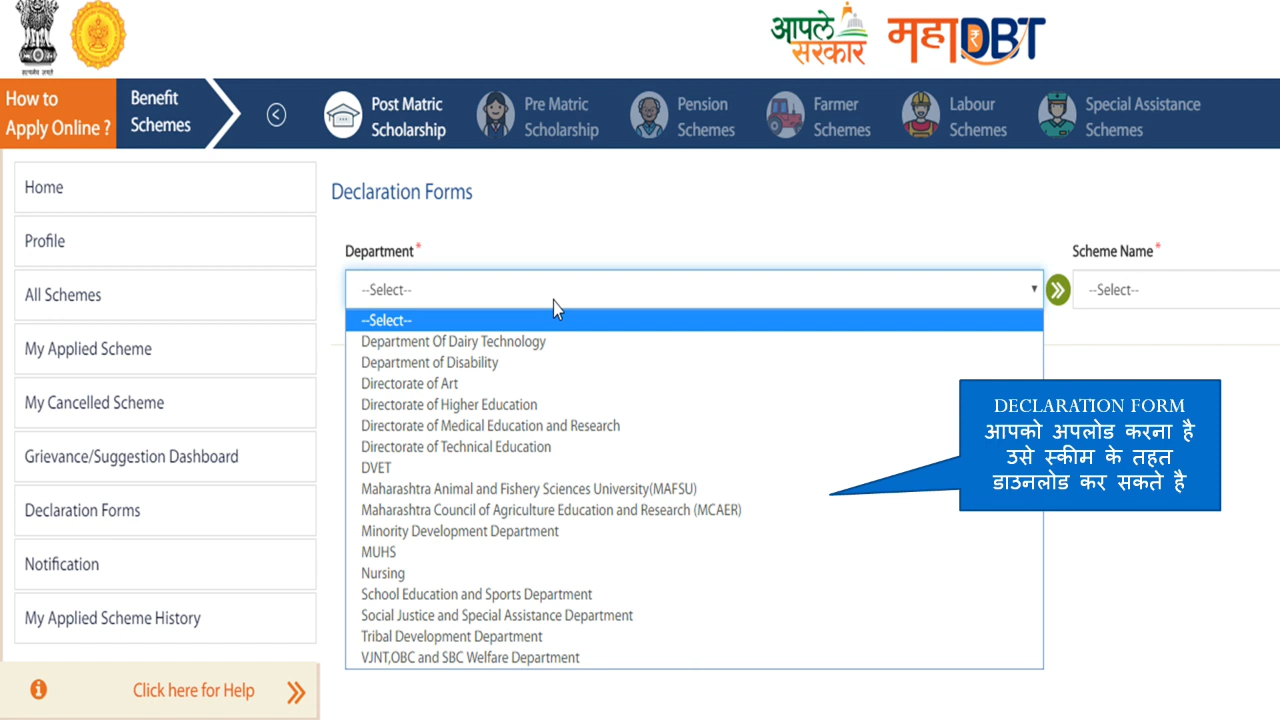 सत्यमेव जयते
आपले
सरकार
महाDBT
How to
Apply Online ?
Benefit
Schemes
Post Matric
Scholarship
Pre Matric
Scholarship
Pension
Schemes
Farmer
Schemes
Labour
Schemes
Special Assistance
Schemes
Home
Profile
All Schemes
My Applied Scheme
My Cancelled Scheme
Grievance/Suggestion Dashboard
Declaration Forms
Notification
My Applied Scheme History
Click here for Help
Declaration Forms
Department *
Scheme Name *
--Select--
--Select--
--Select--
Department Of Dairy Technology
Department of Disability
Directorate of Art
Directorate of Higher Education
Directorate of Medical Education and Research
Directorate of Technical Education
DVET
Maharashtra Animal and Fishery Sciences University(MAFSU)
Maharashtra Council of Agriculture Education and Research (MCAER)
Minority Development Department
MUHS
Nursing
School Education and Sports Department
Social Justice and Special Assistance Department
Tribal Development Department
VJNT,OBC and SBC Welfare Department
DECLARATION FORM
आपको अपलोड करना है
उसे स्कीम के तहत
डाउनलोड कर सकते है